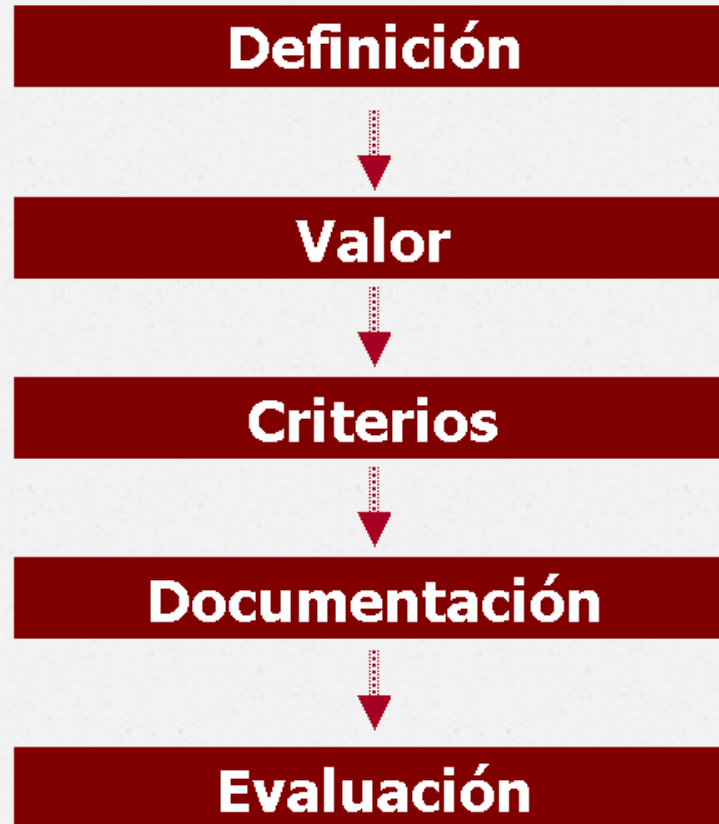 Definición
Valor
Criterios
Documentación
Evaluación